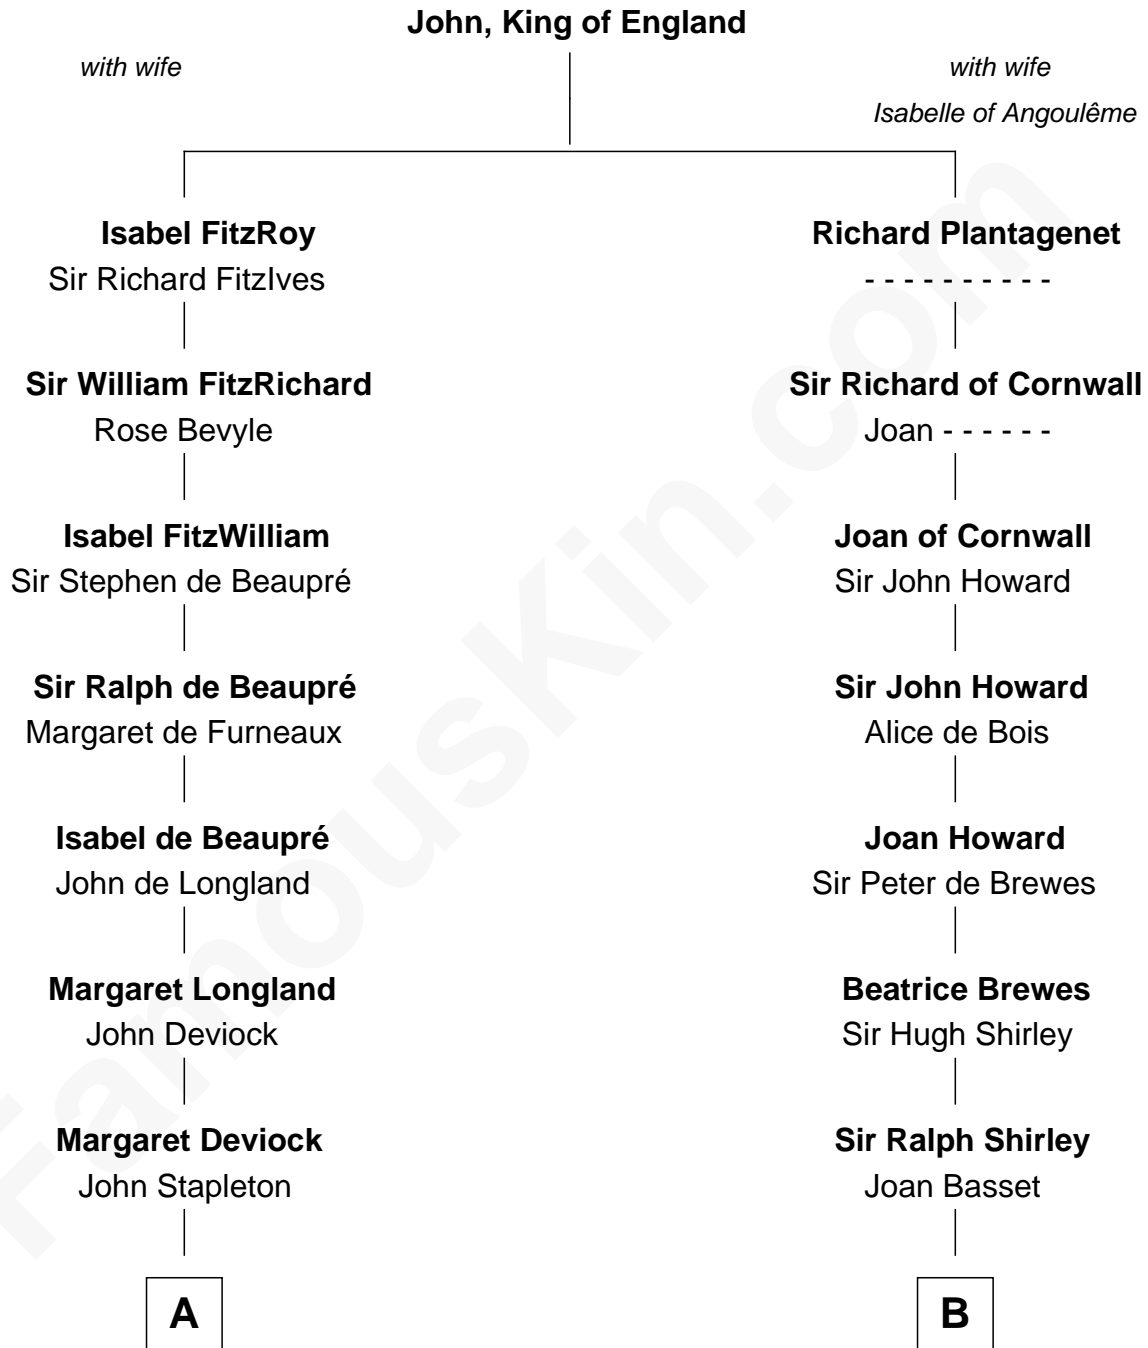 John, King of England
with wife
with wife
Isabelle of Angoulême
Isabel FitzRoy
Sir Richard FitzIves
Sir William FitzRichard
Rose Bevyle
Isabel FitzWilliam
Sir Stephen de Beaupré
Sir Ralph de Beaupré
Margaret de Furneaux
Isabel de Beaupré
John de Longland
Margaret Longland
John Deviock
Margaret Deviock
John Stapleton
A
Richard Plantagenet
- - - - - - - - - -
Sir Richard of Cornwall
Joan - - - - - -
Joan of Cornwall
Sir John Howard
Sir John Howard
Alice de Bois
Joan Howard
Sir Peter de Brewes
Beatrice Brewes
Sir Hugh Shirley
Sir Ralph Shirley
Joan Basset
B
FamousKin.com